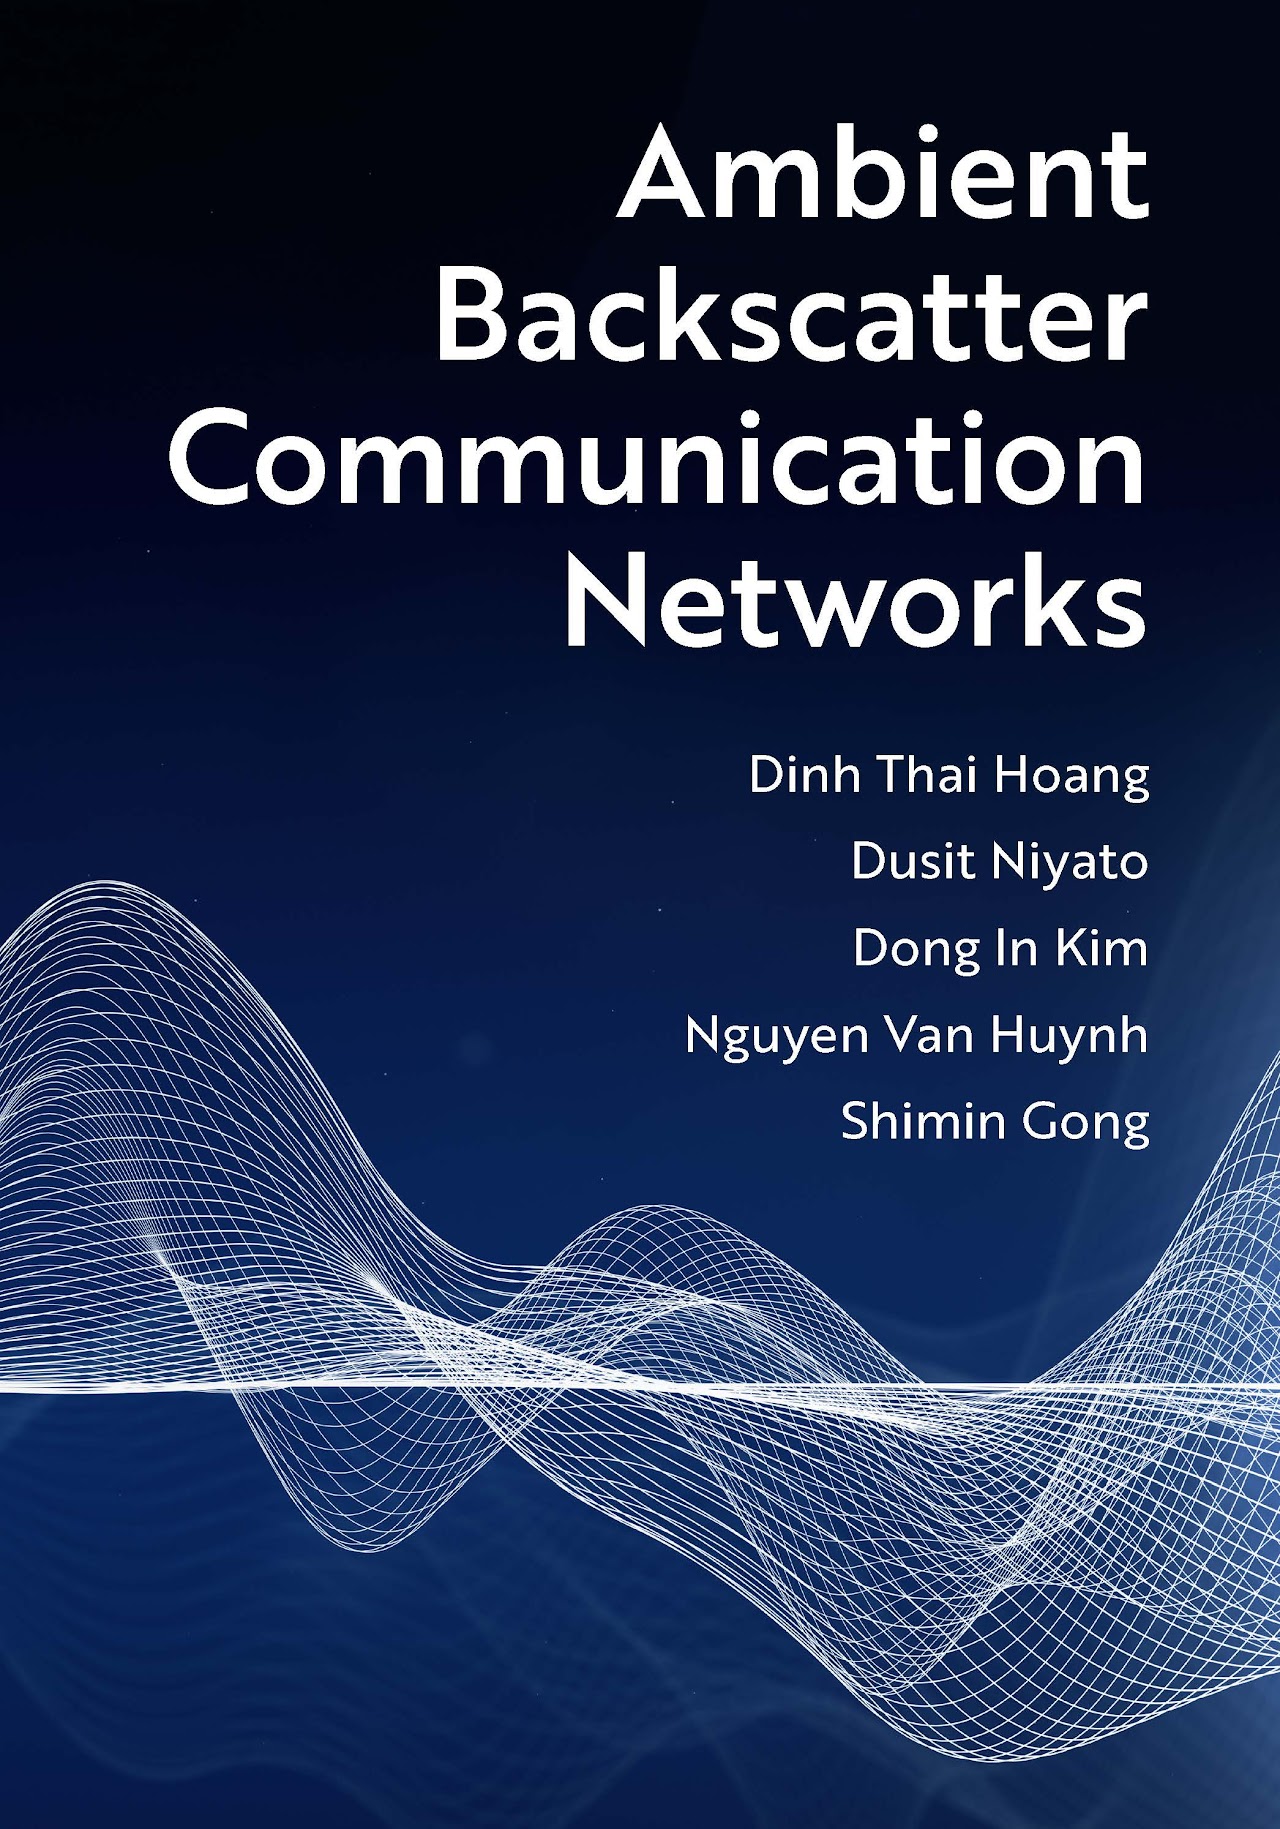 Ambient
Backscatter
Communication
Networks
Dinh Thai Hoang
Dusit Niyato
Dong In Kim
Nguyen Van Huynh
Shimin Gong